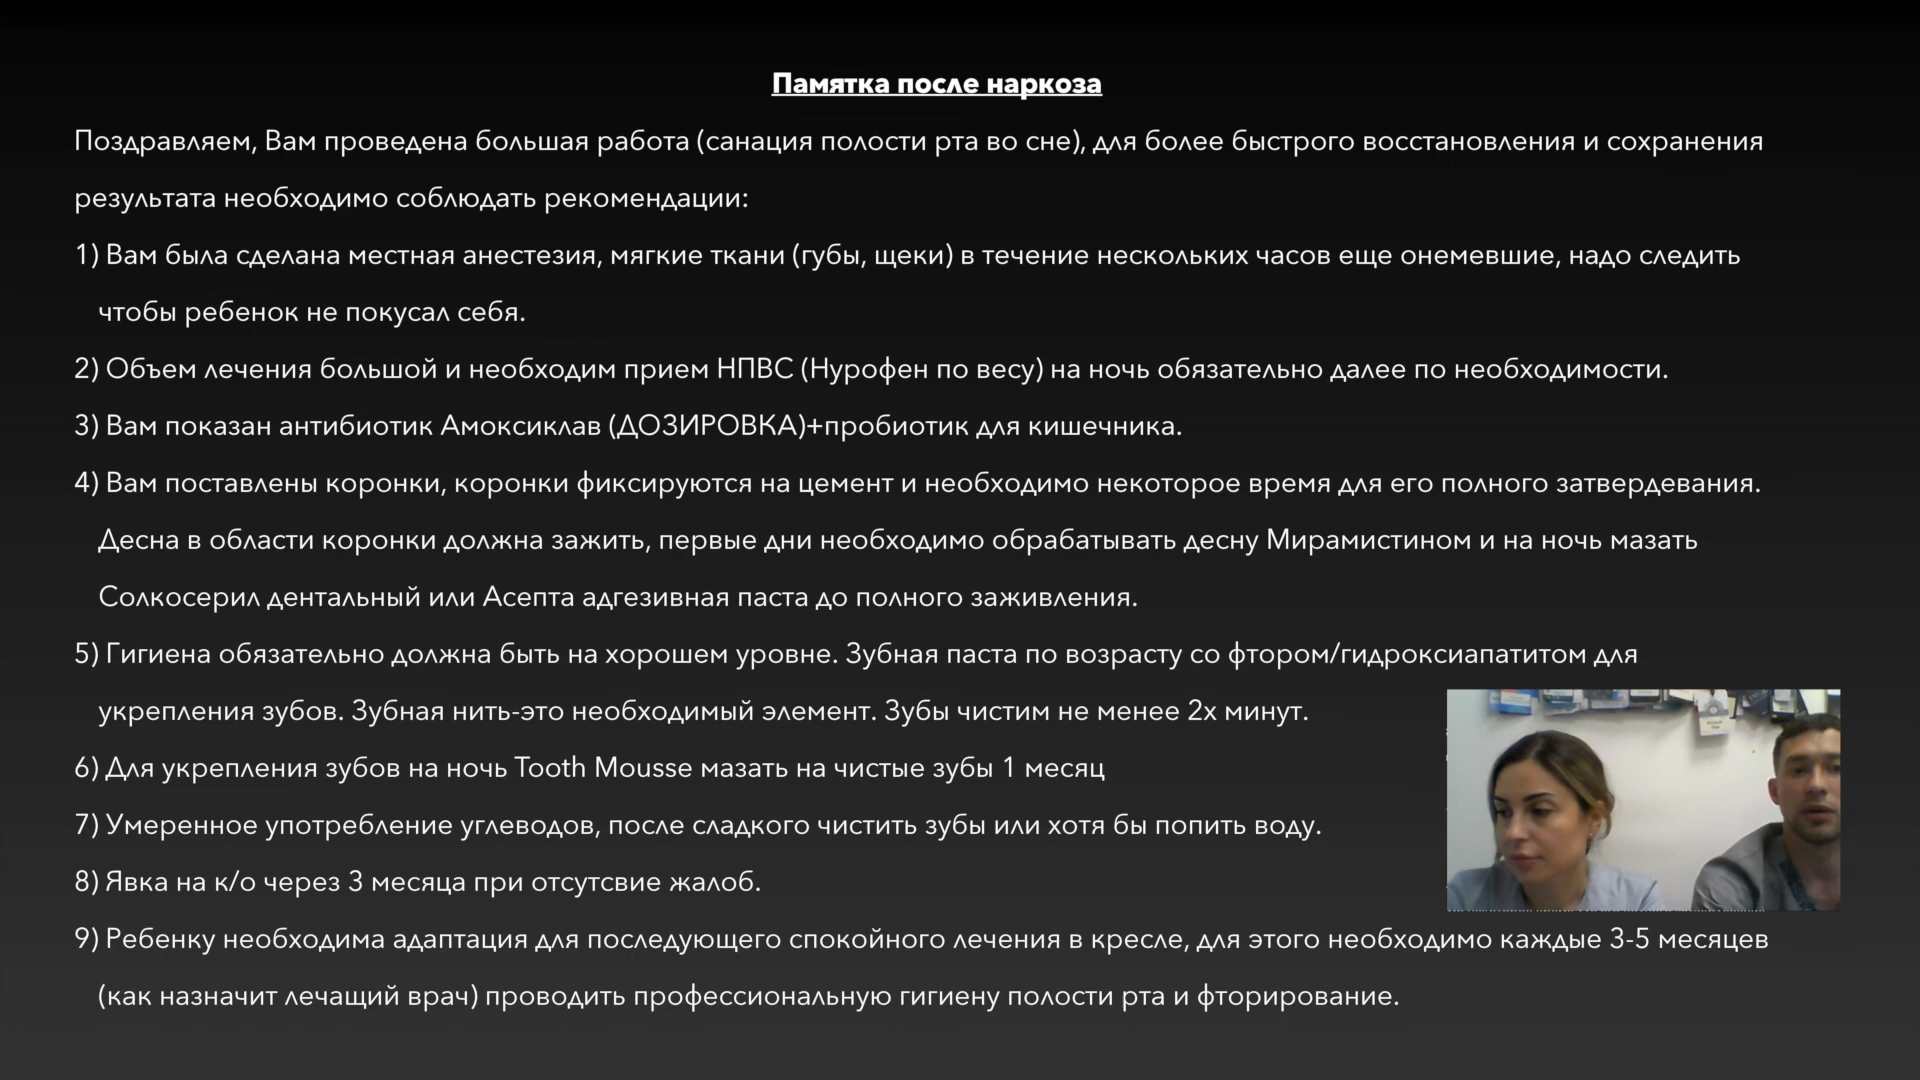 Памятка после наркоза
Поздравляем, Вам проведена большая работа (санация полости рта во сне), для более быстрого восстановления и сохранения
результата необходимо соблюдать рекомендации:
1) Вам была сделана местная анестезия, мягкие ткани (губы, щеки) в течение нескольких часов еще онемевшие, надо следить
чтобы ребенок не покусал себя.
2) Объем лечения большой и необходим прием НПВС (Нурофен по весу) на ночь обязательно далее по необходимости.
3) Вам показан антибиотик Амоксиклав (ДОЗИРОВКА)+пробиотик для кишечника.
4) Вам поставлены коронки, коронки фиксируются на цемент и необходимо некоторое время для его полного затвердевания.
Десна в области коронки должна зажить, первые дни необходимо обрабатывать десну Мирамистином и на ночь мазать
Солкосерил дентальный или Асепта адгезивная паста до полного заживления.
5) Гигиена обязательно должна быть на хорошем уровне. Зубная паста по возрасту со фтором/гидроксиапатитом для
укрепления зубов. Зубная нить-это необходимый элемент. Зубы чистим не менее 2х минут.
6) Для укрепления зубов на ночь Tooth Mousse мазать на чистые зубы 1 месяц
7) Умеренное употребление углеводов, после сладкого чистить зубы или хотя бы попить воду.
8) Явка на к/о через 3 месяца при отсутсвие жалоб.
9) Ребенку необходима адаптация для последующего спокойного лечения в кресле, для этого необходимо каждые 3-5 месяцев
(как назначит лечащий врач) проводить профессиональную гигиену полости рта и фторирование.